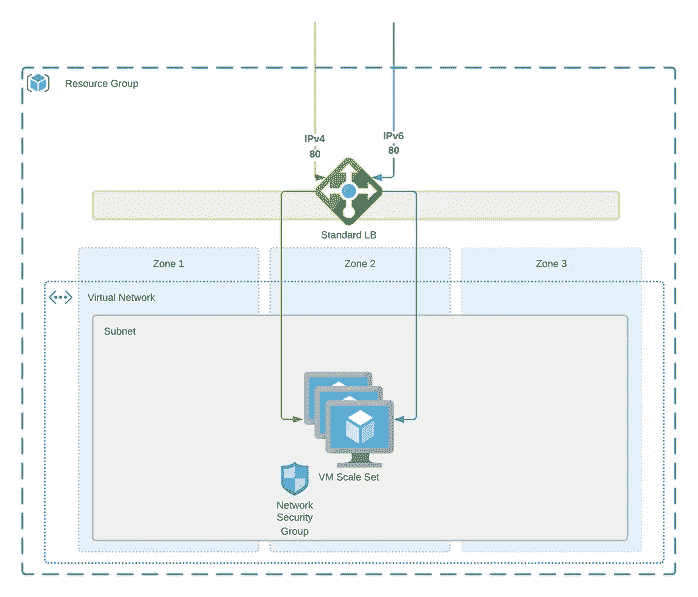 Resource Group
IPv4
80
IPv6
80
Standard LB
Zone 1
Zone 2
Zone 3
Virtual Network
Subnet
VM Scale Set
Network
Security
Group